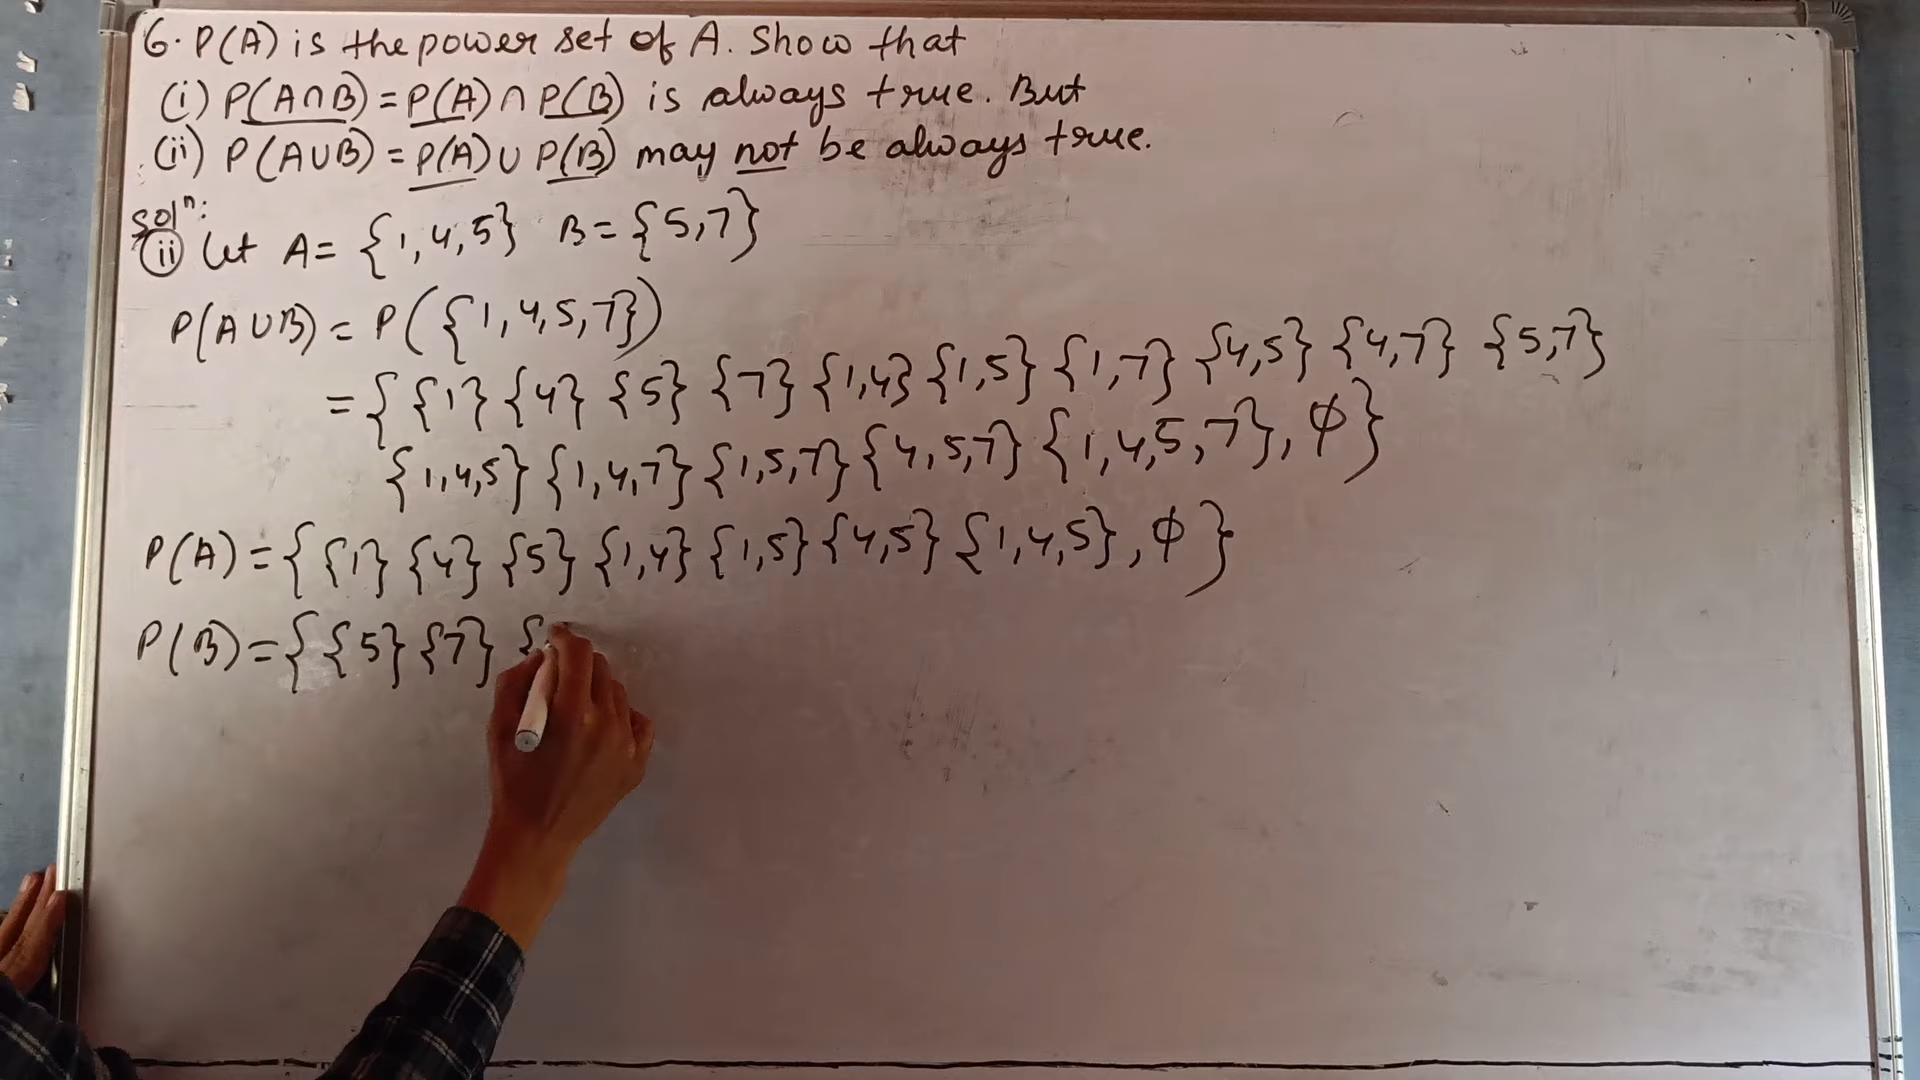 6. P(A) is the power set of A. Show that
(i) P(A∩B) = P(A) ∩ P(B) is always true. But
(ii) P(A∪B) = P(A) ∪ P(B) may not be always true.
solⁿ:
(ii) Let A = {1,4,5} B = {5,7}
P(A∪B) = P({1,4,5,7})
= { {1} {4} {5} {7} {1,4} {1,5} {1,7} {4,5} {4,7} {5,7}
{1,4,5} {1,4,7} {1,5,7} {4,5,7} {1,4,5,7}, φ }
P(A) = { {1} {4} {5} {1,4} {1,5} {4,5} {1,4,5}, φ }
P(B) = { {5} {7} {